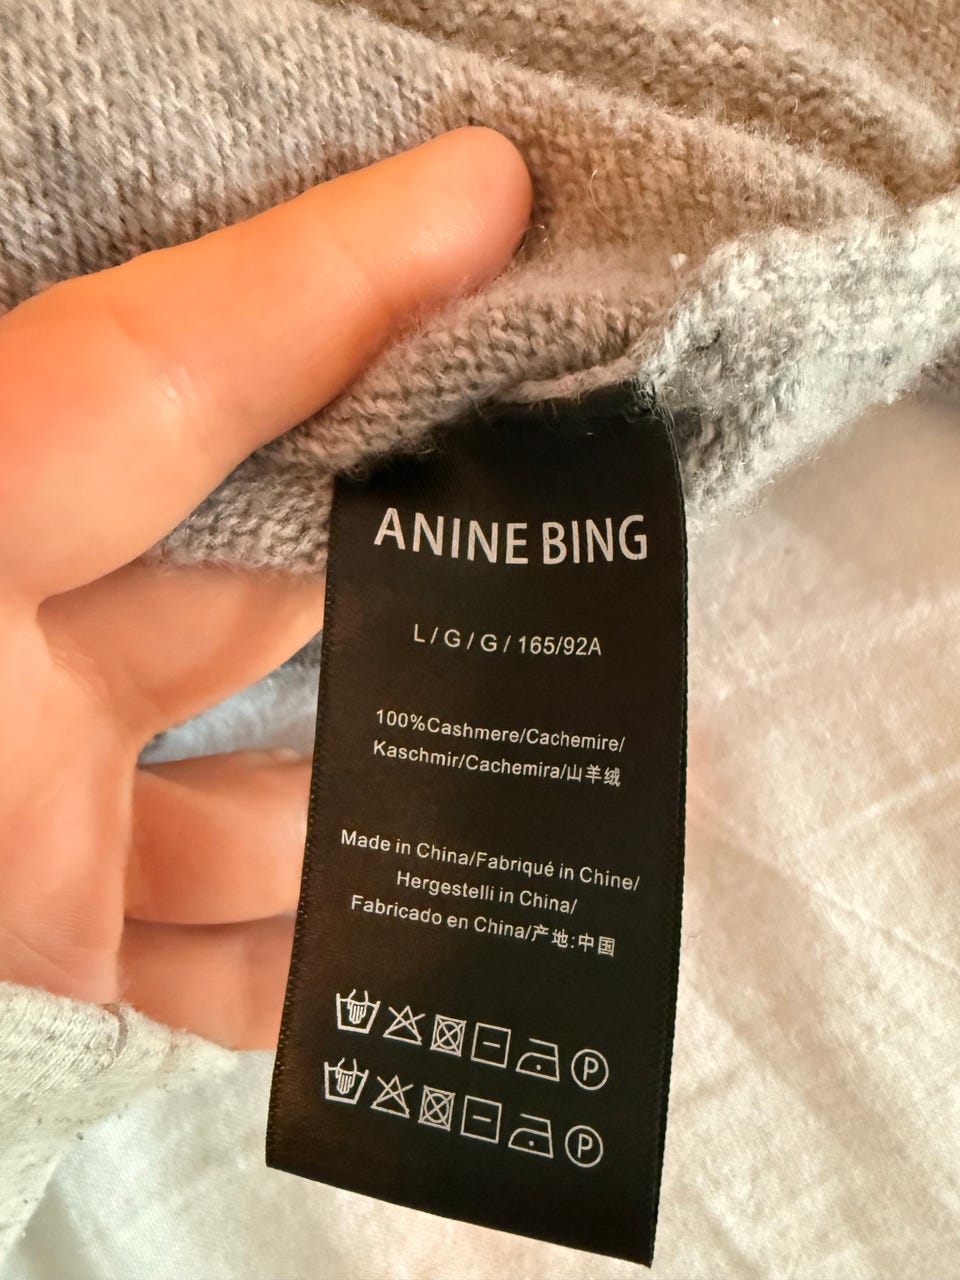 ANINE BING
L/G/G/165/92A
100%Cashmere/Cachemire/
Kaschmir/Cachemira/山羊绒
Made in China/Fabriqué in Chine/
Hergestelli in China/
Fabricado en China/产地:中国
P
P